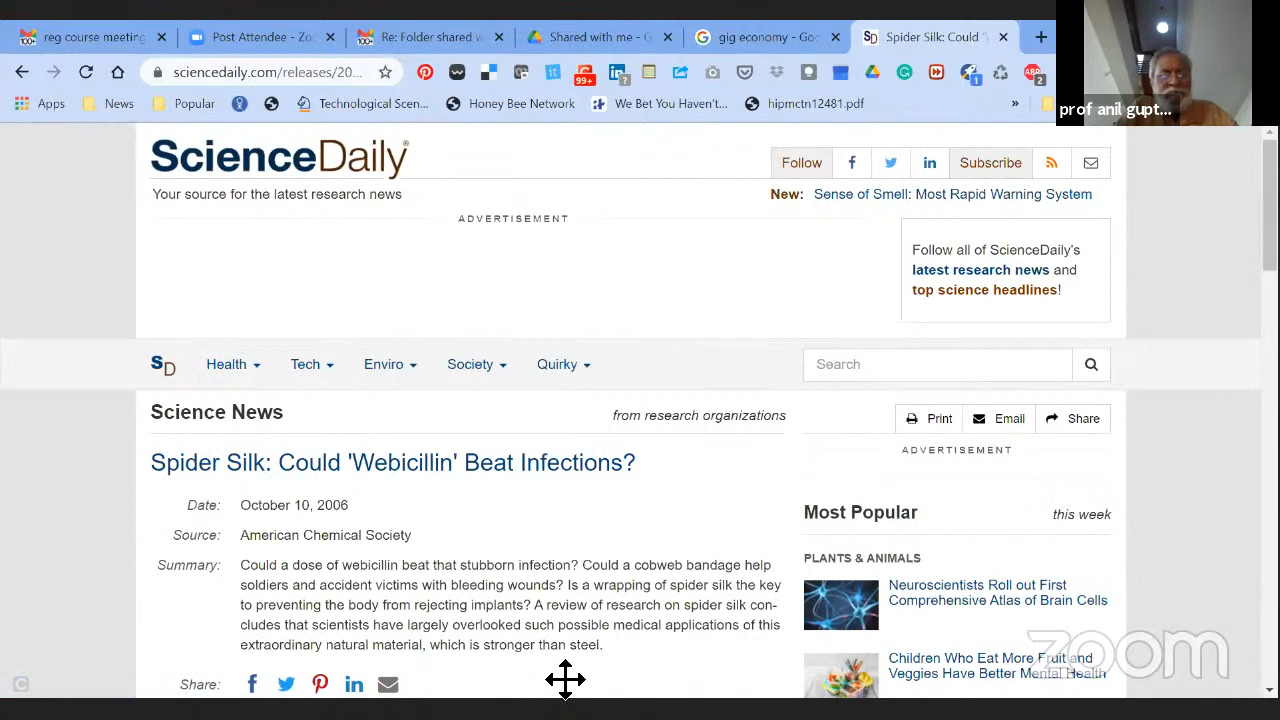 reg course meeting
Post Attendee - Zoo
Re: Folder shared w
Shared with me - G
gig economy - Goo
Spider Silk: Could 'W
sciencedaily.com/releases/20...
99+
?
1
ABP
2
Apps
News
Popular
Technological Scen...
Honey Bee Network
We Bet You Haven't...
hipmctn12481.pdf
»
prof anil gupt...
ScienceDaily
Your source for the latest research news
Follow
Subscribe
New: Sense of Smell: Most Rapid Warning System
ADVERTISEMENT
Follow all of ScienceDaily's
latest research news and
top science headlines!
SD
Health
Tech
Enviro
Society
Quirky
Search
Science News
from research organizations
Print
Email
Share
ADVERTISEMENT
Spider Silk: Could 'Webicillin' Beat Infections?
Date: October 10, 2006
Source: American Chemical Society
Summary: Could a dose of webicillin beat that stubborn infection? Could a cobweb bandage help
soldiers and accident victims with bleeding wounds? Is a wrapping of spider silk the key
to preventing the body from rejecting implants? A review of research on spider silk con-
cludes that scientists have largely overlooked such possible medical applications of this
extraordinary natural material, which is stronger than steel.
Share:
Most Popular
this week
PLANTS & ANIMALS
Neuroscientists Roll out First
Comprehensive Atlas of Brain Cells
Children Who Eat More Fruit and
Veggies Have Better Mental Health
zoom